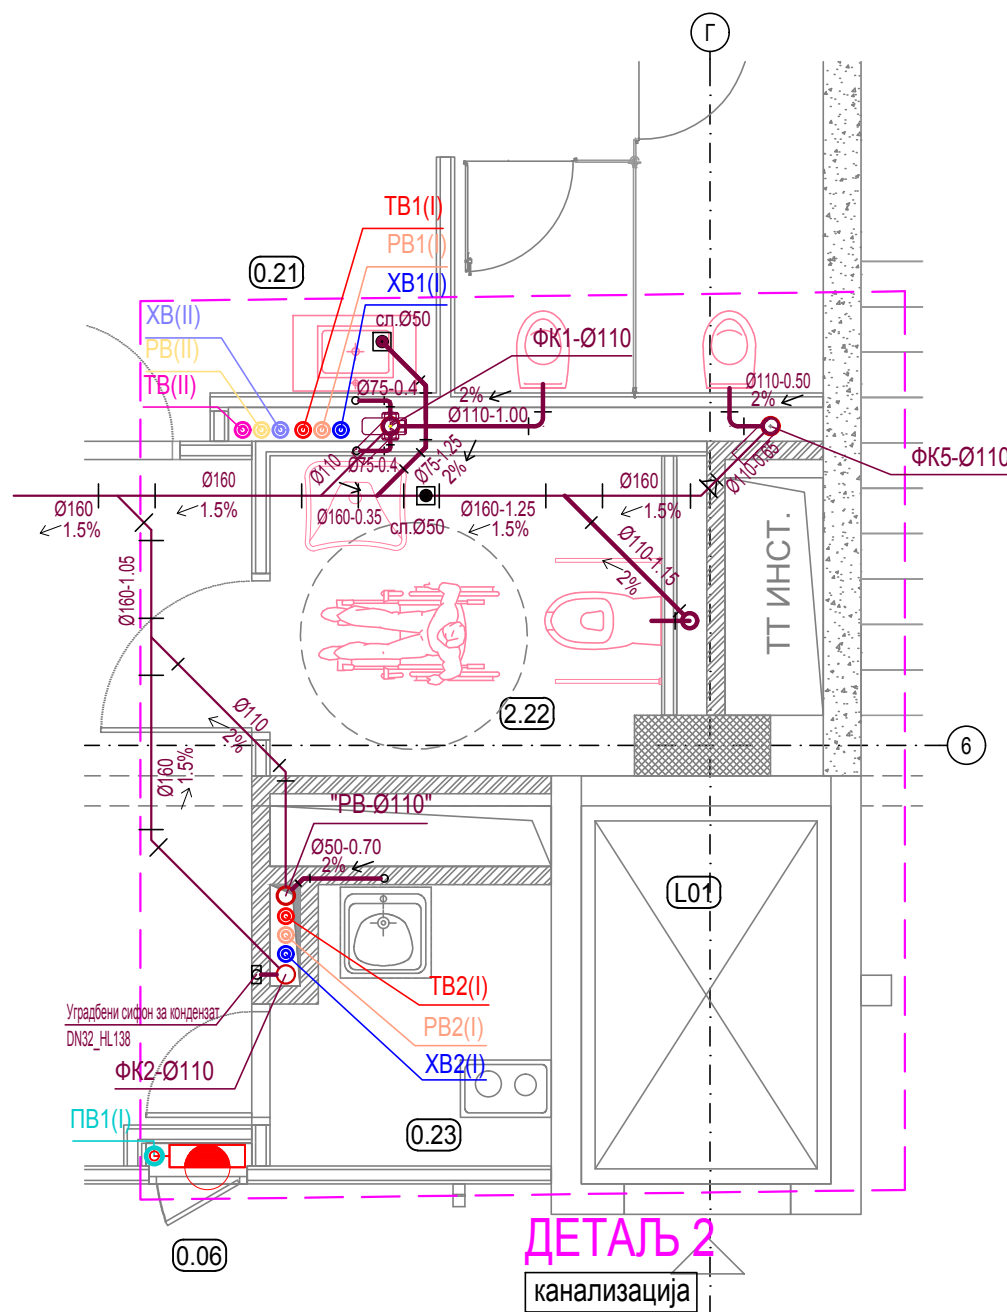 Г
ТВ1(I)
РВ1(I)
ХВ1(I)
0.21
ХВ(II)
РВ(II)
ТВ(II)
сл.Ø50
ФК1-Ø110
Ø75-0.4
2%
Ø110-1.00
Ø110-0.50
2%
ФК5-Ø110
Ø110
Ø75-0.4
Ø75-1.25
2%
Ø110-0.65
Ø160
1.5%
Ø160
1.5%
Ø160-0.35
сл.Ø50
Ø160-1.25
1.5%
Ø160
1.5%
Ø110-1.15
2%
ТТ ИНСТ.
Ø160-1.05
2.22
Ø110
2%
6
Ø160
1.5%
"РВ-Ø110"
Ø50-0.70
2%
L01
ТВ2(I)
РВ2(I)
ХВ2(I)
Уградбени сифон за кондензат
DN32_HL138
ФК2-Ø110
ПВ1(I)
0.23
0.06
ДЕТАЉ 2
канализација